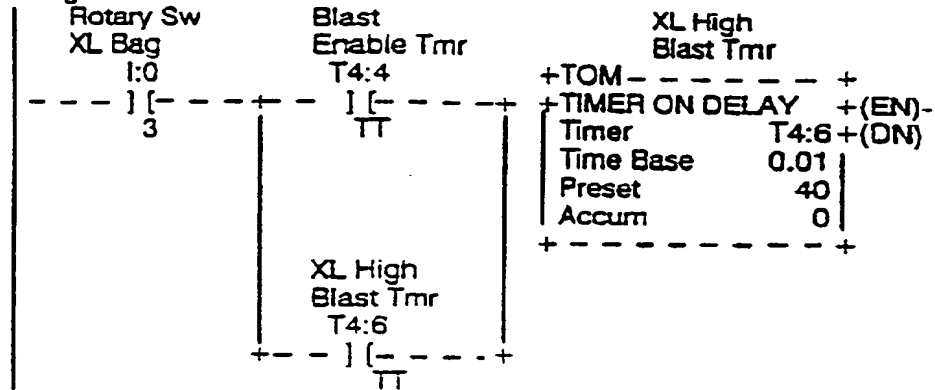 Rotary Sw
XL Bag
I:0
] [
3
Blast
Enable Tmr
T4:4
] [
TT
XL High
Blast Tmr
+TOM- - - - - - - +
+TIMER ON DELAY +(EN)-
Timer T4:6+(DN)
Time Base 0.01
Preset 40
Accum 0
+- - - - - - - - +
XL High
Blast Tmr
T4:6
] [
TT